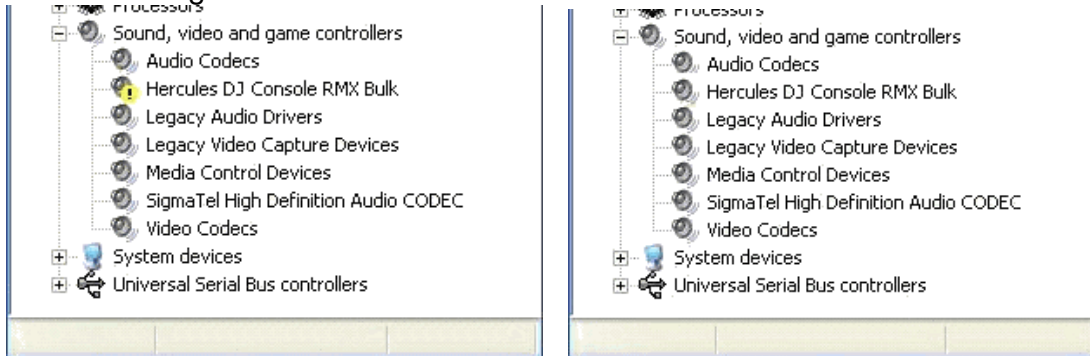 Processors
Sound, video and game controllers
Audio Codecs
Hercules DJ Console RMX Bulk
Legacy Audio Drivers
Legacy Video Capture Devices
Media Control Devices
SigmaTel High Definition Audio CODEC
Video Codecs
System devices
Universal Serial Bus controllers
Processors
Sound, video and game controllers
Audio Codecs
Hercules DJ Console RMX Bulk
Legacy Audio Drivers
Legacy Video Capture Devices
Media Control Devices
SigmaTel High Definition Audio CODEC
Video Codecs
System devices
Universal Serial Bus controllers